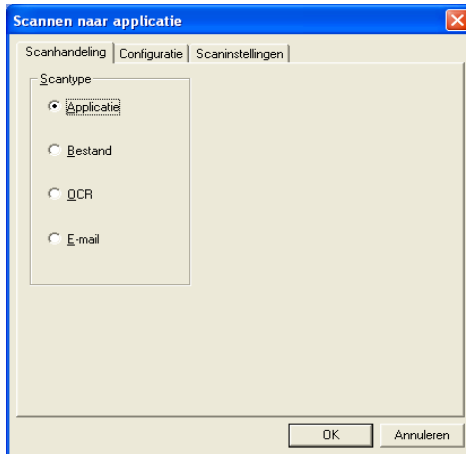 Scannen naar applicatie
Scanhandeling Configuratie Scaninstellingen
Scantype
Applicatie
Bestand
OCR
E-mail
OK Annuleren